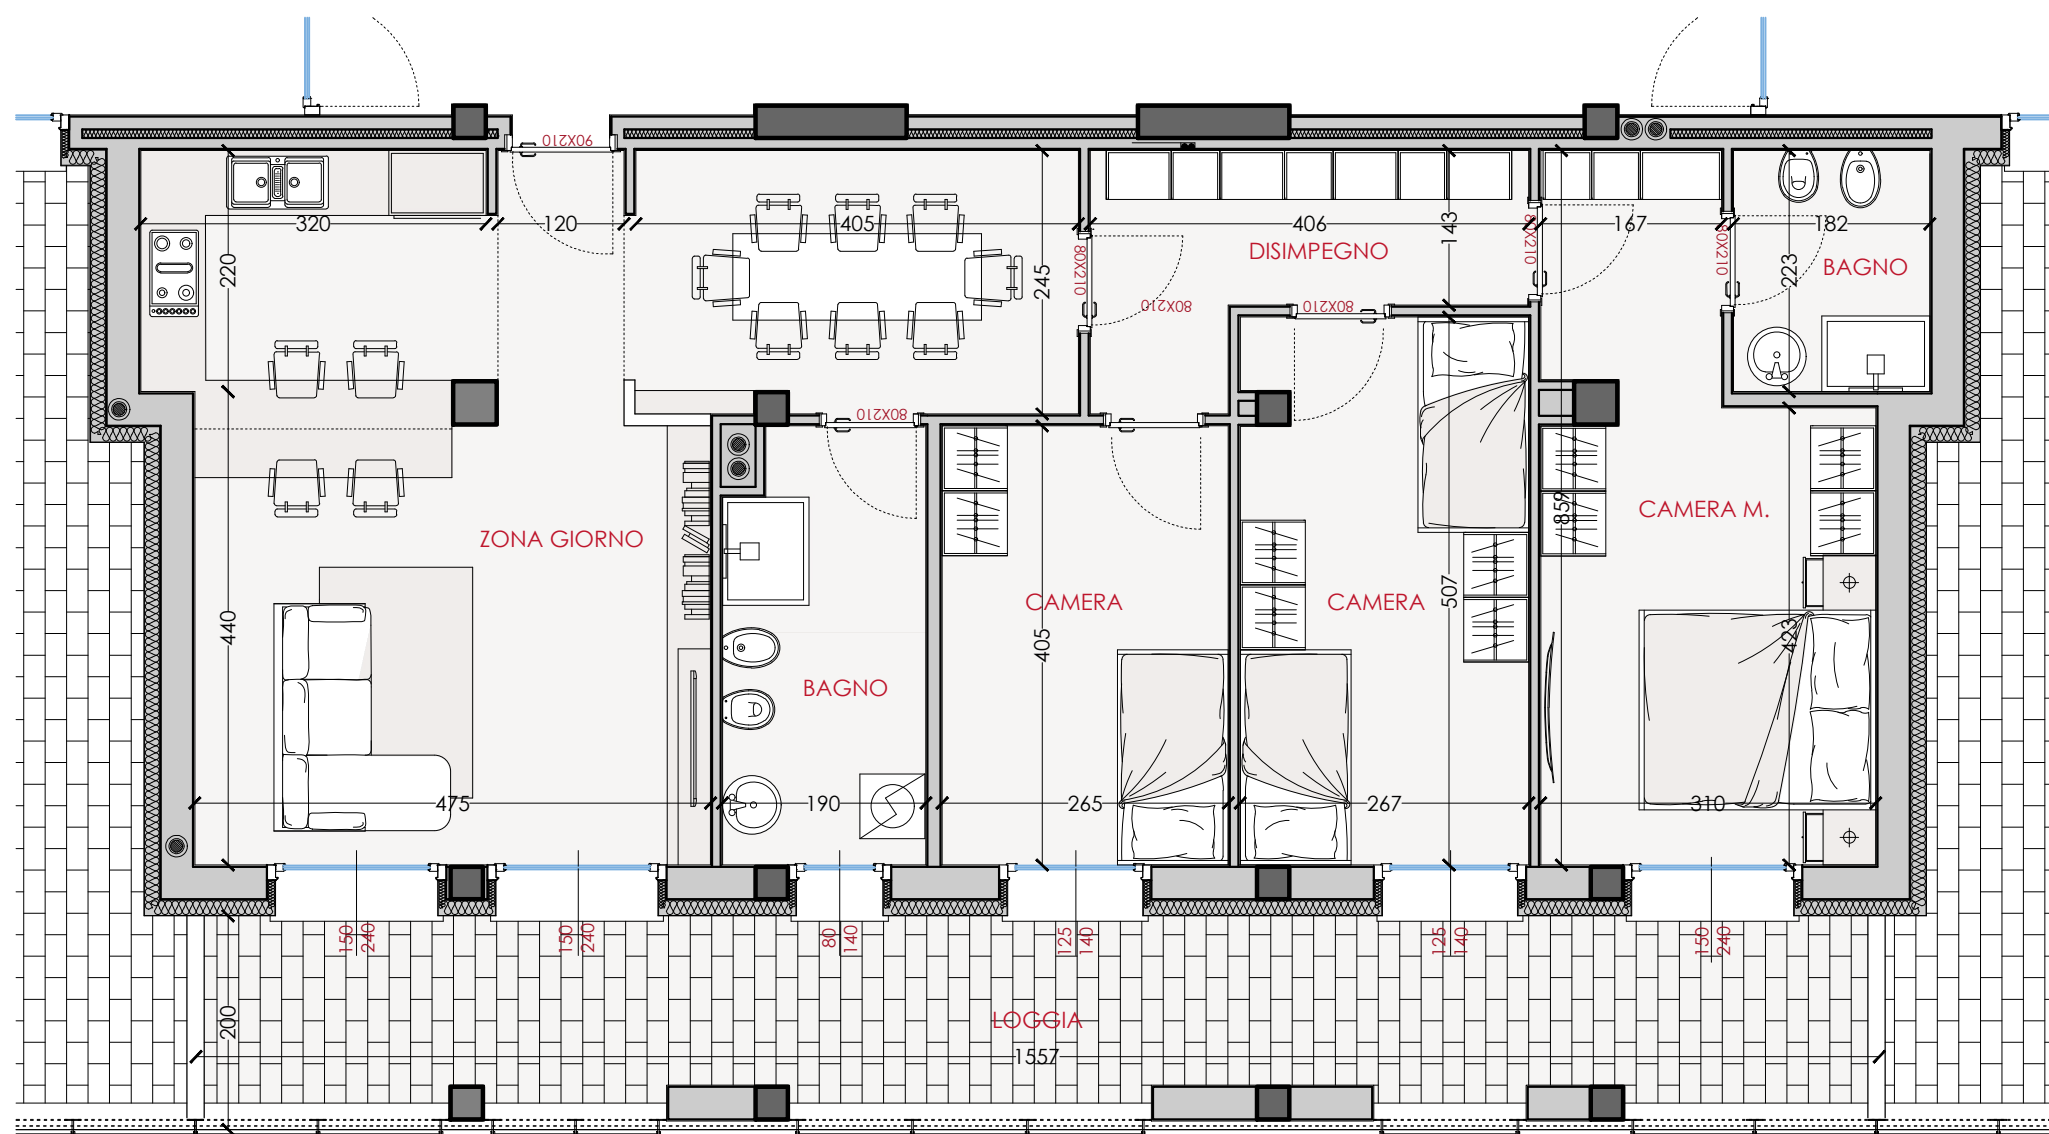 90X210
320
120
405
406
143
80X210
167
80X210
182
DISIMPEGNO
220
245
80X210
223
BAGNO
80X210
80X210
80X210
859
CAMERA M.
ZONA GIORNO
507
CAMERA
CAMERA
440
405
423
BAGNO
475
190
265
267
310
150
240
150
240
80
140
125
140
125
140
150
240
200
LOGGIA
1557